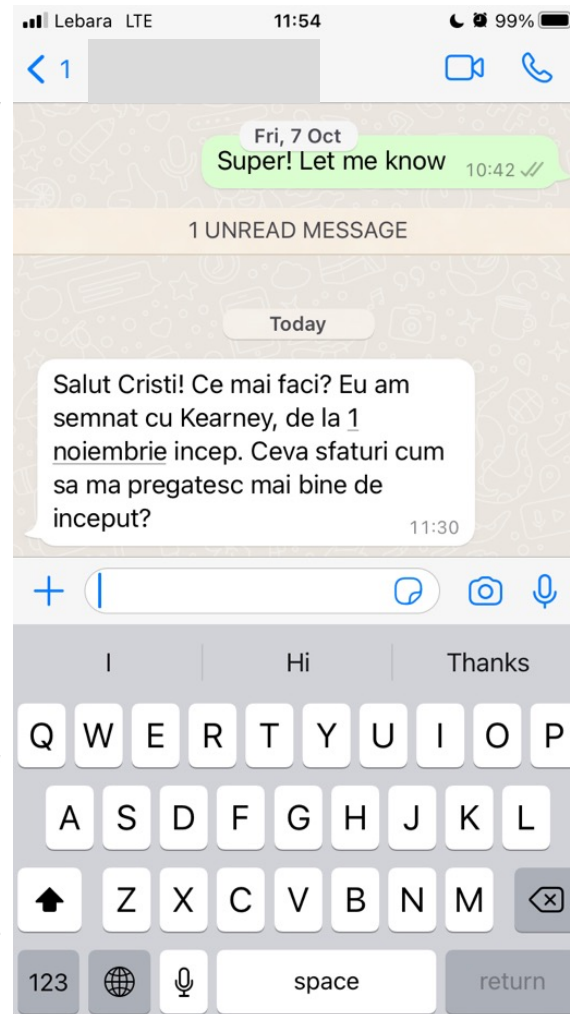 Lebara LTE 11:54 99%
1
Fri, 7 Oct
Super! Let me know 10:42
1 UNREAD MESSAGE
Today
Salut Cristi! Ce mai faci? Eu am
semnat cu Kearney, de la 1
noiembrie incep. Ceva sfaturi cum
sa ma pregatesc mai bine de
inceput?
11:30
I Hi Thanks
Q W E R T Y U I O P
A S D F G H J K L
Z X C V B N M
123 space return